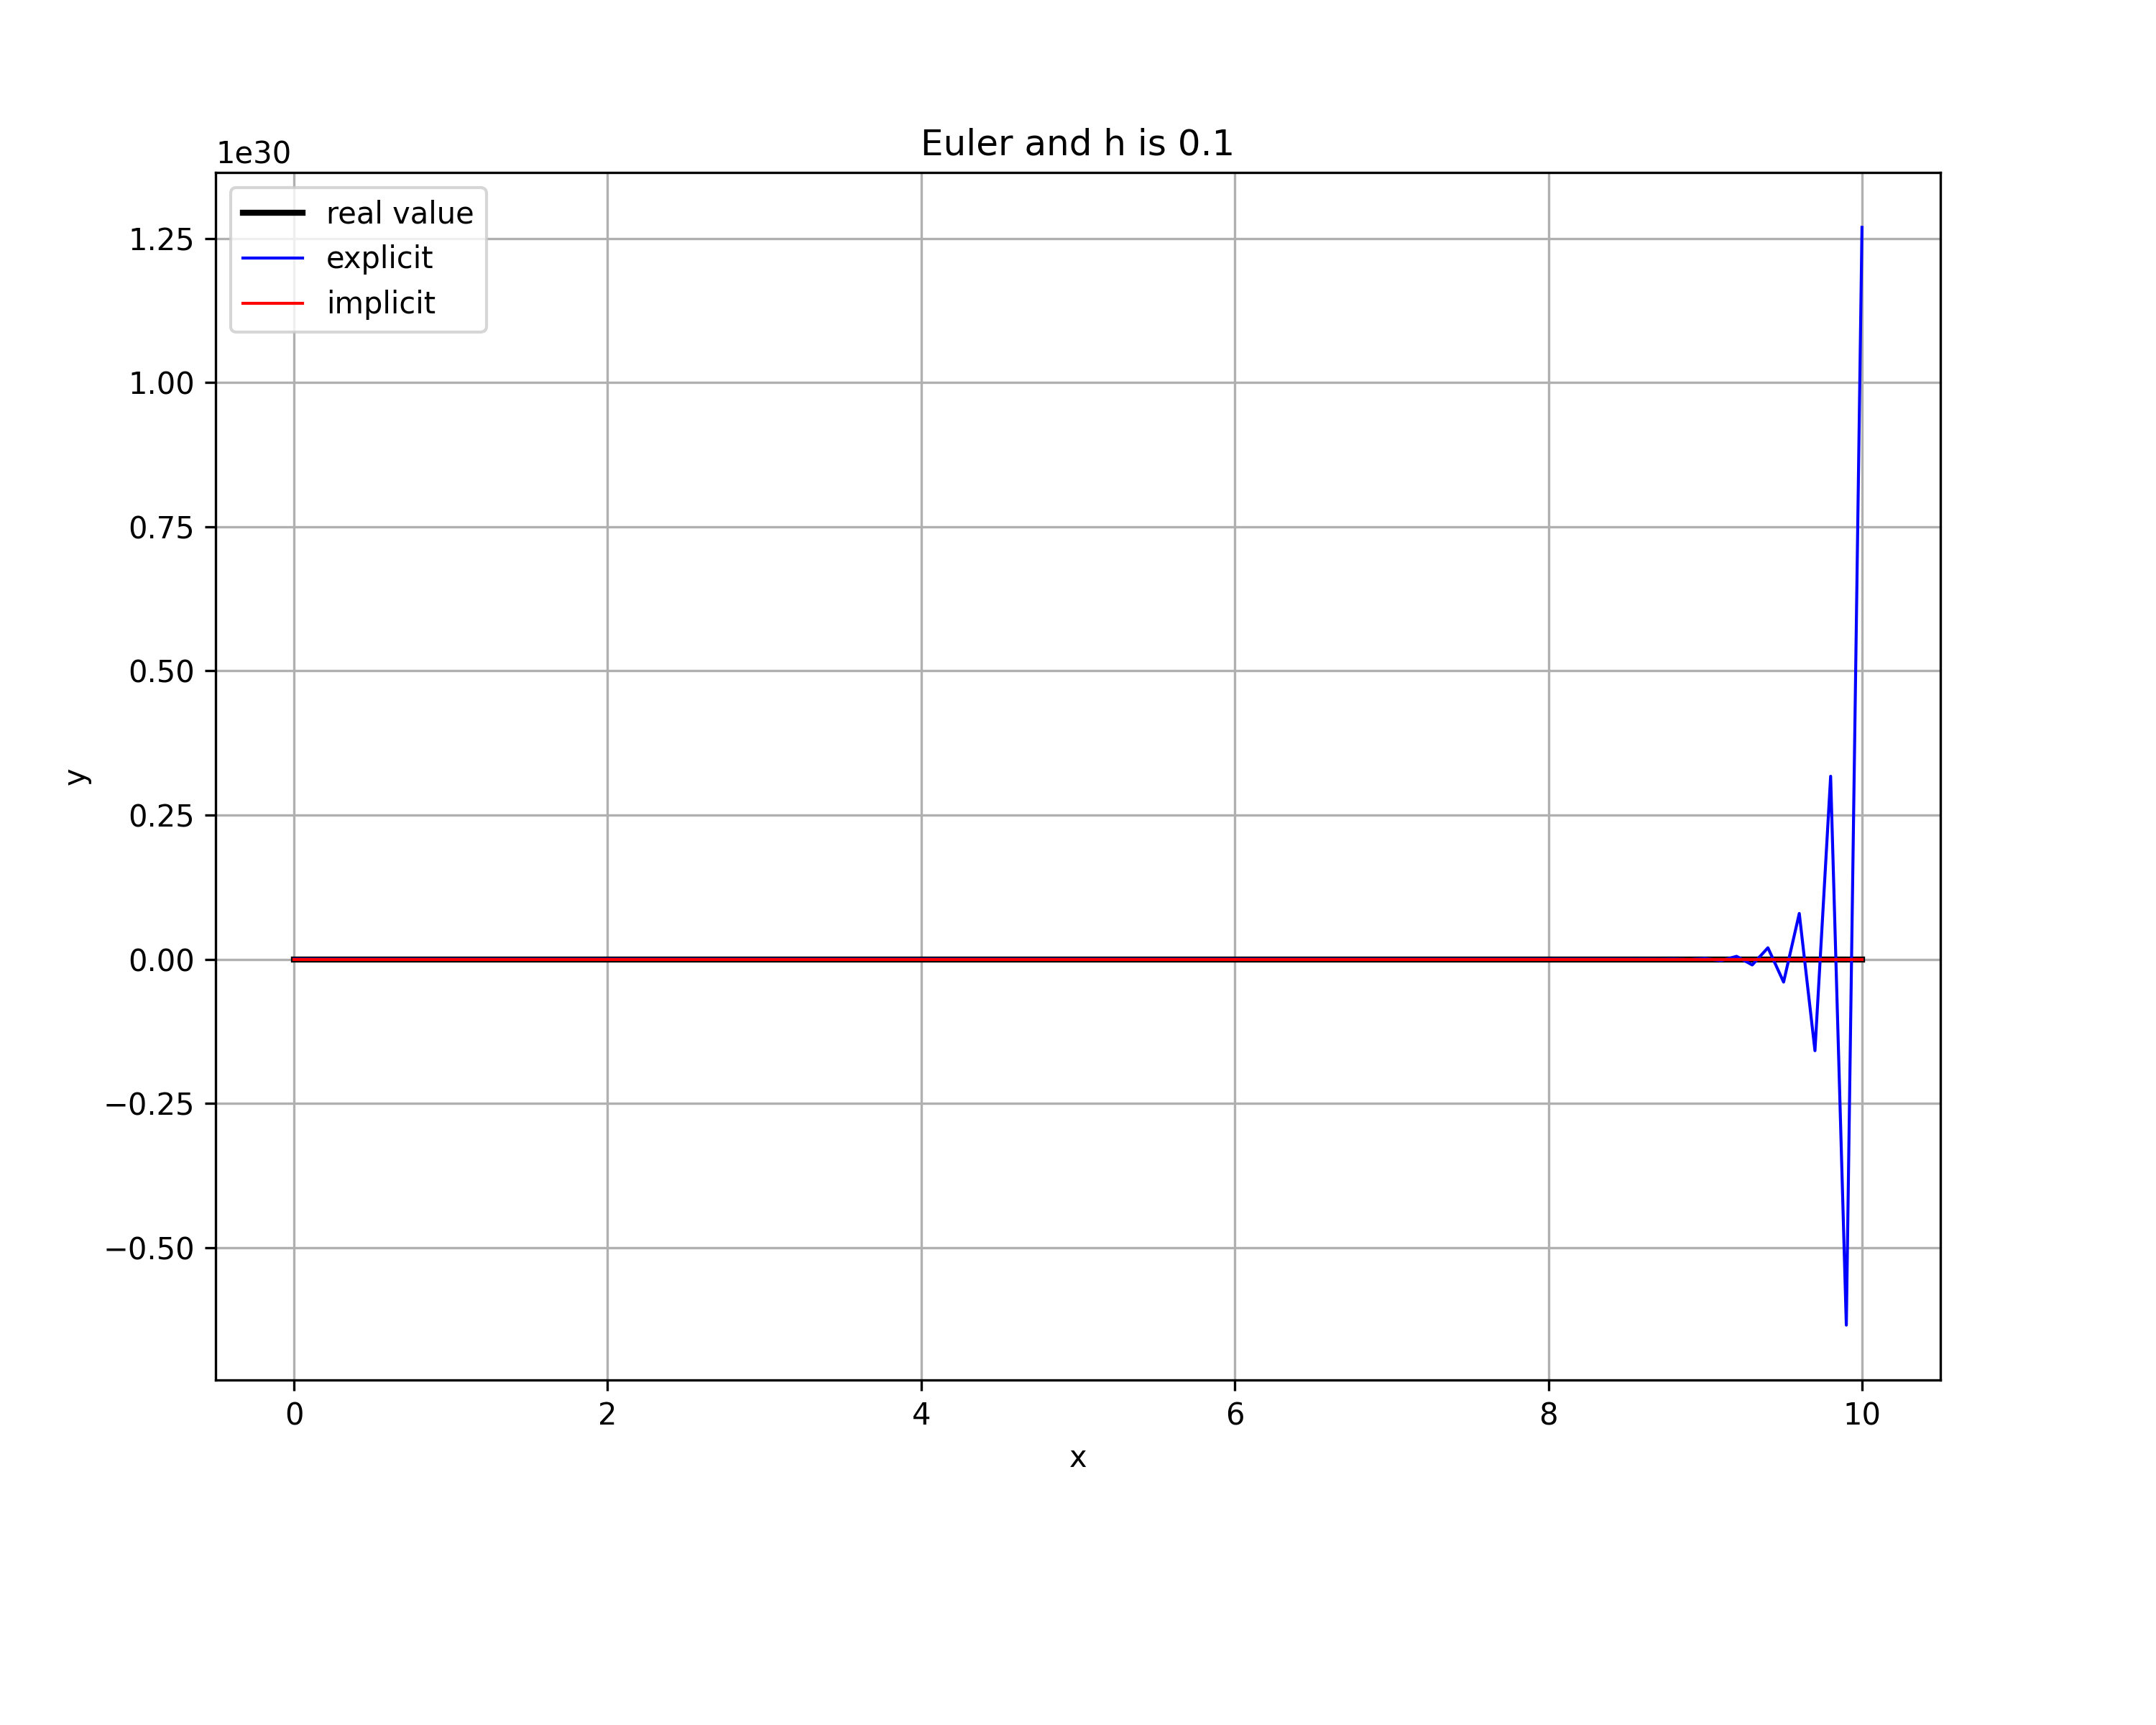 Euler and h is 0.1
1e30
real value
explicit
implicit
1.25
1.00
0.75
0.50
0.25
0.00
−0.25
−0.50
y
0 2 4 6 8 10
x